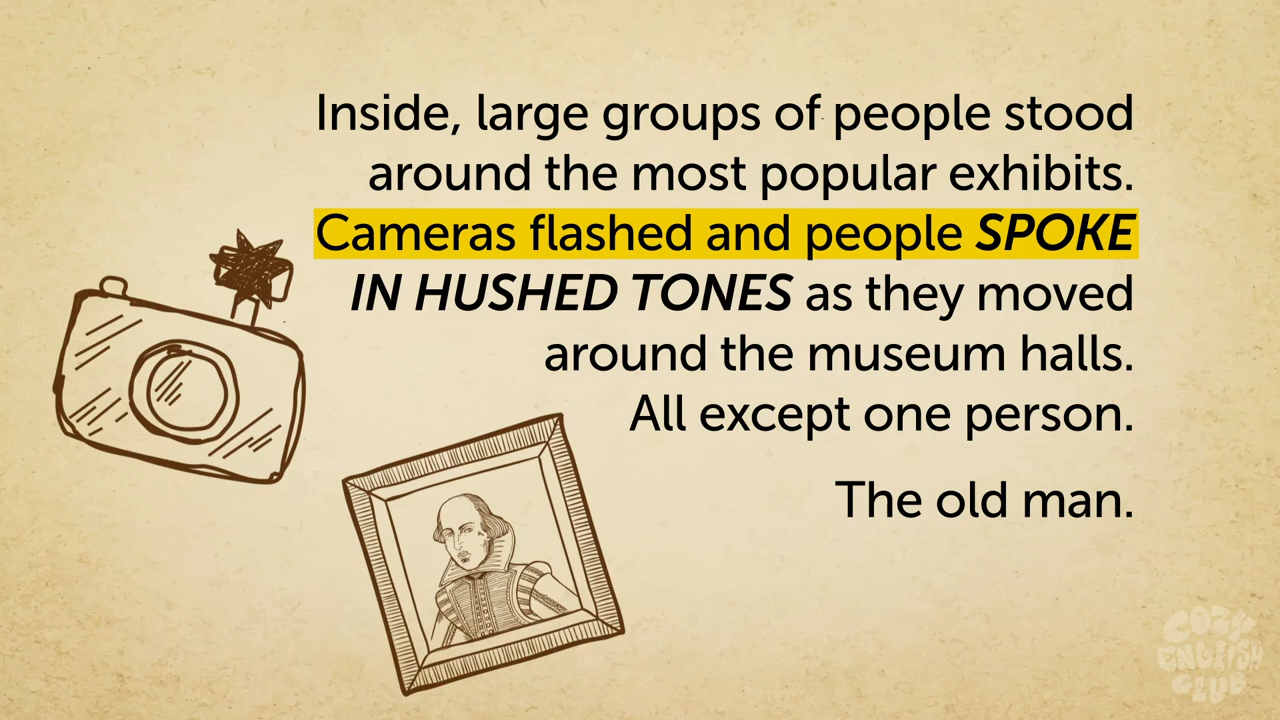 Inside, large groups of people stood
around the most popular exhibits.
Cameras flashed and people SPOKE
IN HUSHED TONES as they moved
around the museum halls.
All except one person.
The old man.
COZY
ENGLISH
CLUB